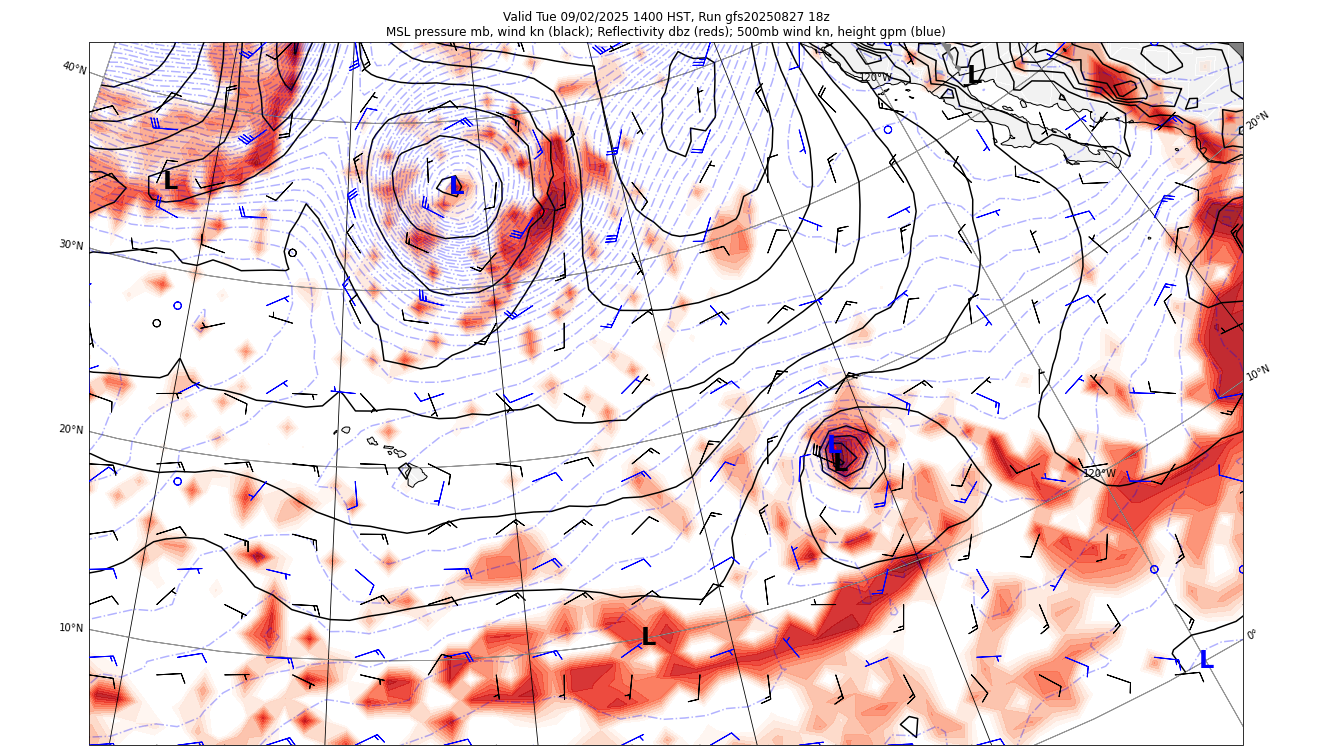 Valid Tue 09/02/2025 1400 HST, Run gfs20250827 18z
MSL pressure mb, wind kn (black); Reflectivity dbz (reds); 500mb wind kn, height gpm (blue)
40°N
120°W
L
20°N
L
L
30°N
10°N
20°N
L
L
120°W
10°N
L
0°
L